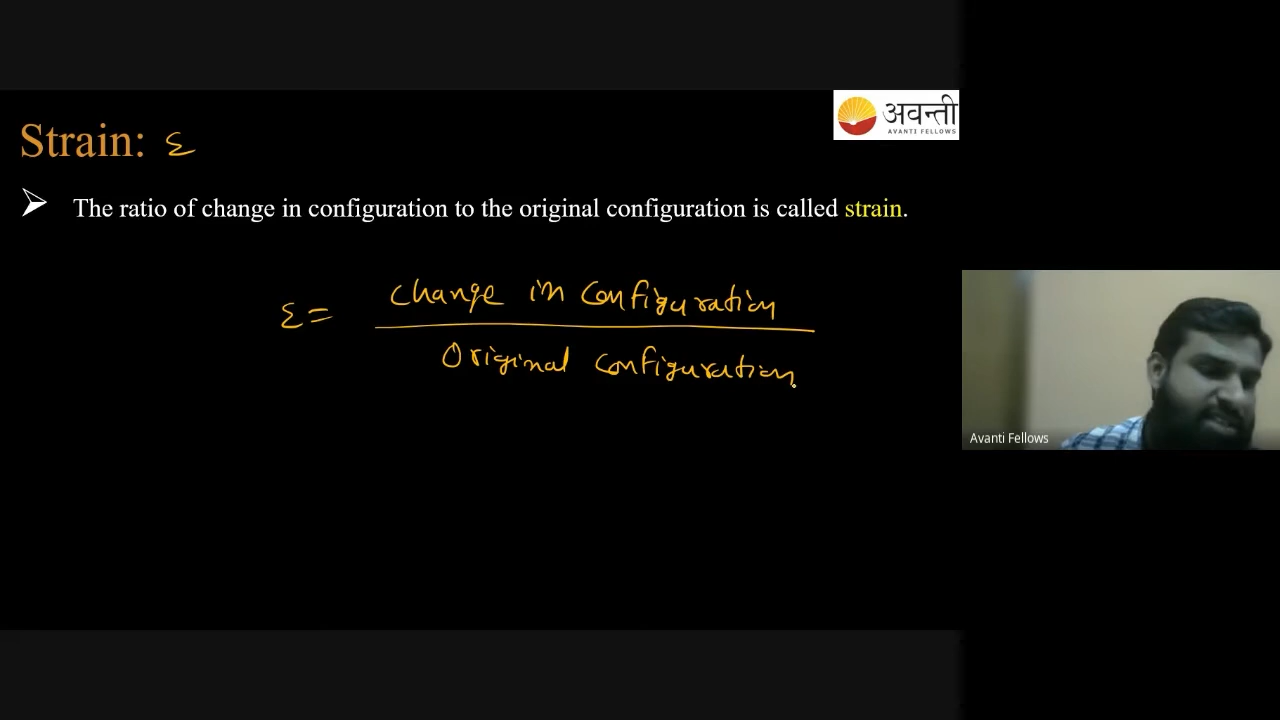 अवन्ती
AVANTI FELLOWS
Strain: ε
➢ The ratio of change in configuration to the original configuration is called strain.
ε = change in configuration
Original configuration
Avanti Fellows